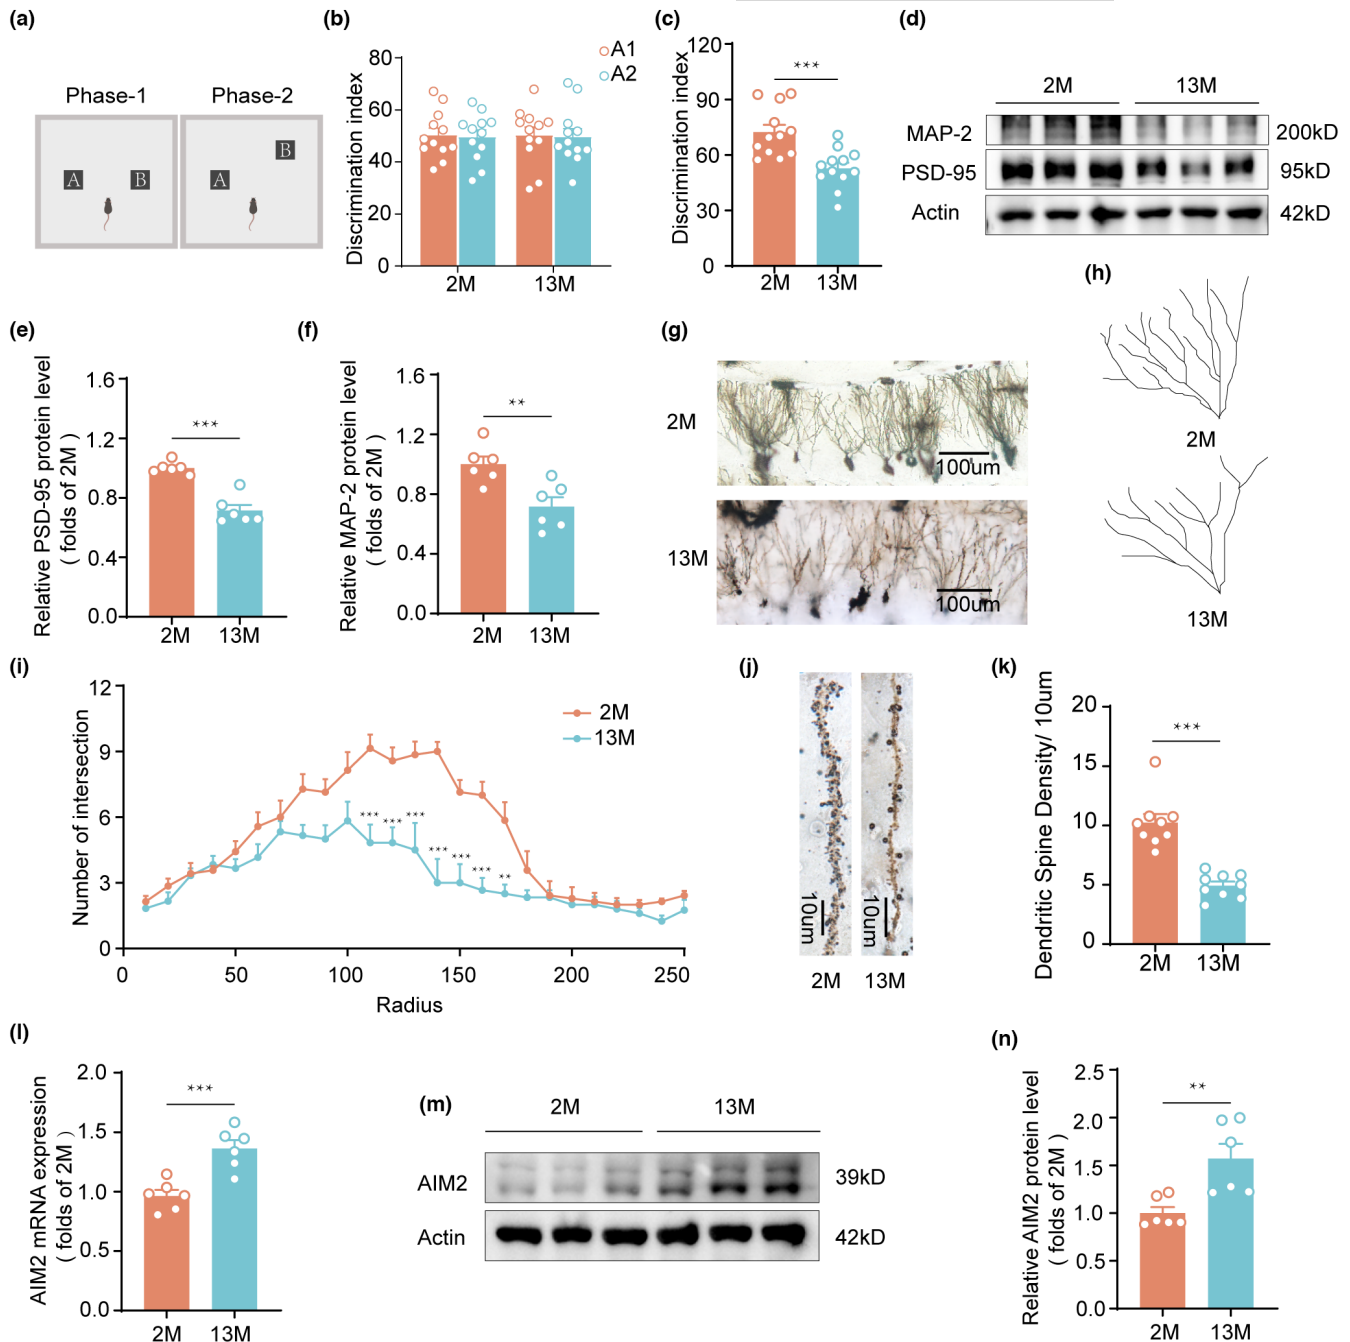 (a)
Phase-1
Phase-2
A
B
A
B
(b)
Discrimination index
80
60
40
20
0
2M
13M
A1
A2
(c)
Discrimination index
120
90
60
30
0
***
2M
13M
(d)
2M
13M
MAP-2
200kD
PSD-95
95kD
Actin
42kD
(e)
Relative PSD-95 protein level
( folds of 2M )
1.6
1.2
0.8
0.4
0.0
***
2M
13M
(f)
Relative MAP-2 protein level
( folds of 2M )
1.6
1.2
0.8
0.4
0.0
**
2M
13M
(g)
2M
100um
13M
100um
(h)
2M
13M
(i)
Number of intersection
12
9
6
3
0
0
50
100
150
200
250
Radius
2M
13M
***
***
***
***
***
***
**
(j)
10um
10um
2M
13M
(k)
Dendritic Spine Density/ 10um
20
15
10
5
0
***
2M
13M
(l)
AIM2 mRNA expression
( folds of 2M )
2.0
1.5
1.0
0.5
0.0
***
2M
13M
(m)
2M
13M
AIM2
39kD
Actin
42kD
(n)
Relative AIM2 protein level
( folds of 2M )
2.5
2.0
1.5
1.0
0.5
0.0
**
2M
13M